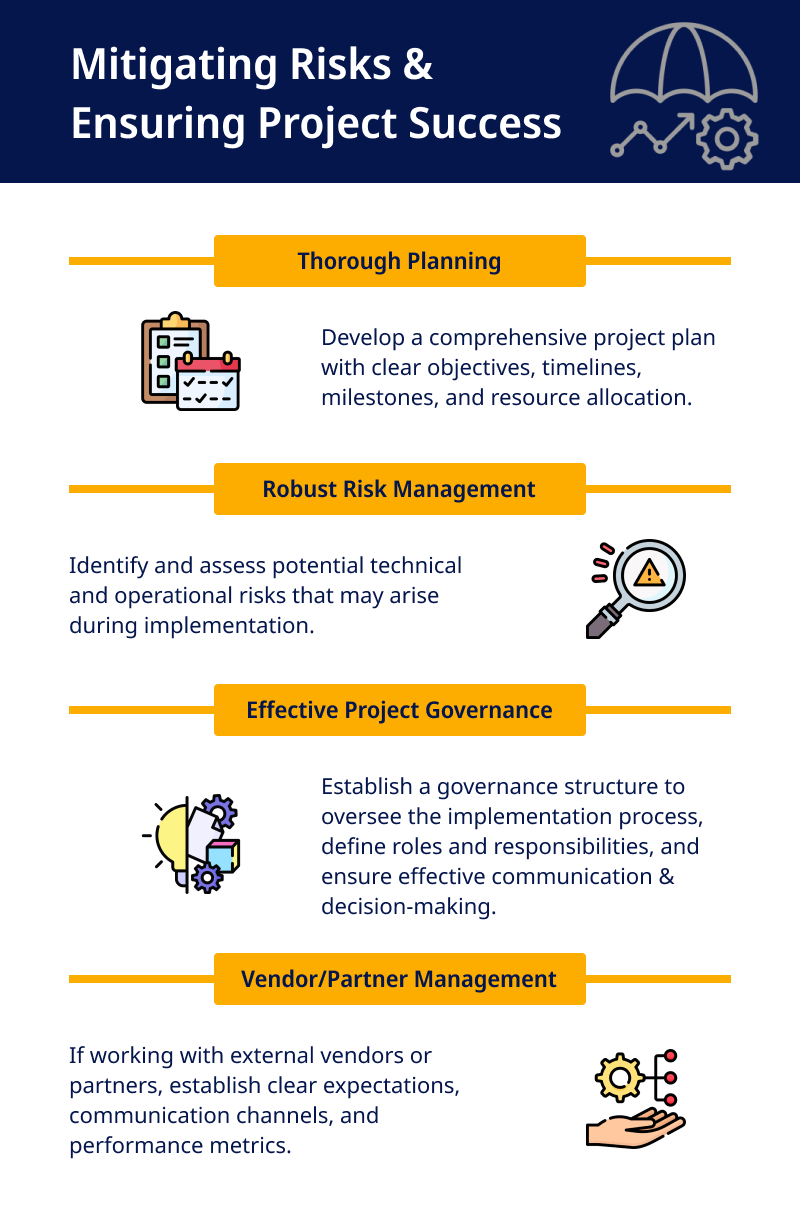 Mitigating Risks &
Ensuring Project Success
Thorough Planning
Develop a comprehensive project plan
with clear objectives, timelines,
milestones, and resource allocation.
Robust Risk Management
Identify and assess potential technical
and operational risks that may arise
during implementation.
Effective Project Governance
Establish a governance structure to
oversee the implementation process,
define roles and responsibilities, and
ensure effective communication &
decision-making.
Vendor/Partner Management
If working with external vendors or
partners, establish clear expectations,
communication channels, and
performance metrics.